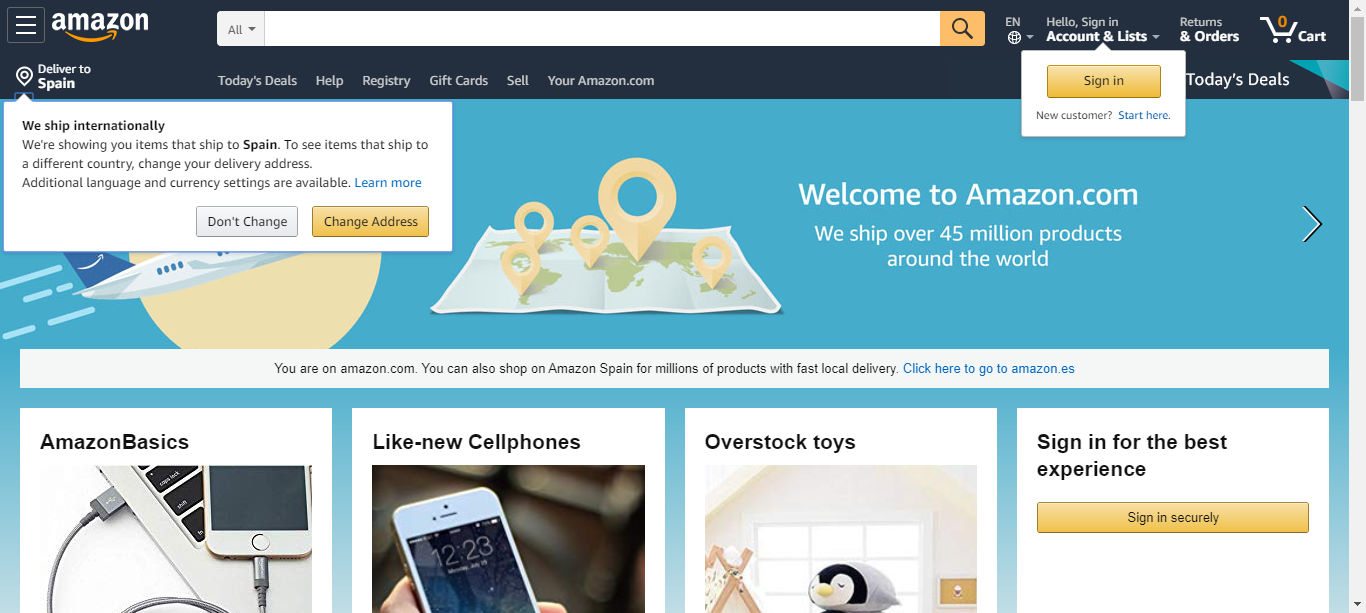 amazon
All
EN
Hello, Sign in
Account & Lists
Returns
& Orders
0
Cart
Deliver to
Spain
Today's Deals
Help
Registry
Gift Cards
Sell
Your Amazon.com
Sign in
New customer? Start here.
Today's Deals
We ship internationally
We're showing you items that ship to Spain. To see items that ship to
a different country, change your delivery address.
Additional language and currency settings are available. Learn more
Don't Change
Change Address
Welcome to Amazon.com
We ship over 45 million products
around the world
You are on amazon.com. You can also shop on Amazon Spain for millions of products with fast local delivery. Click here to go to amazon.es
AmazonBasics
Like-new Cellphones
Overstock toys
Sign in for the best
experience
caps lock
shift
12:23
Sign in securely